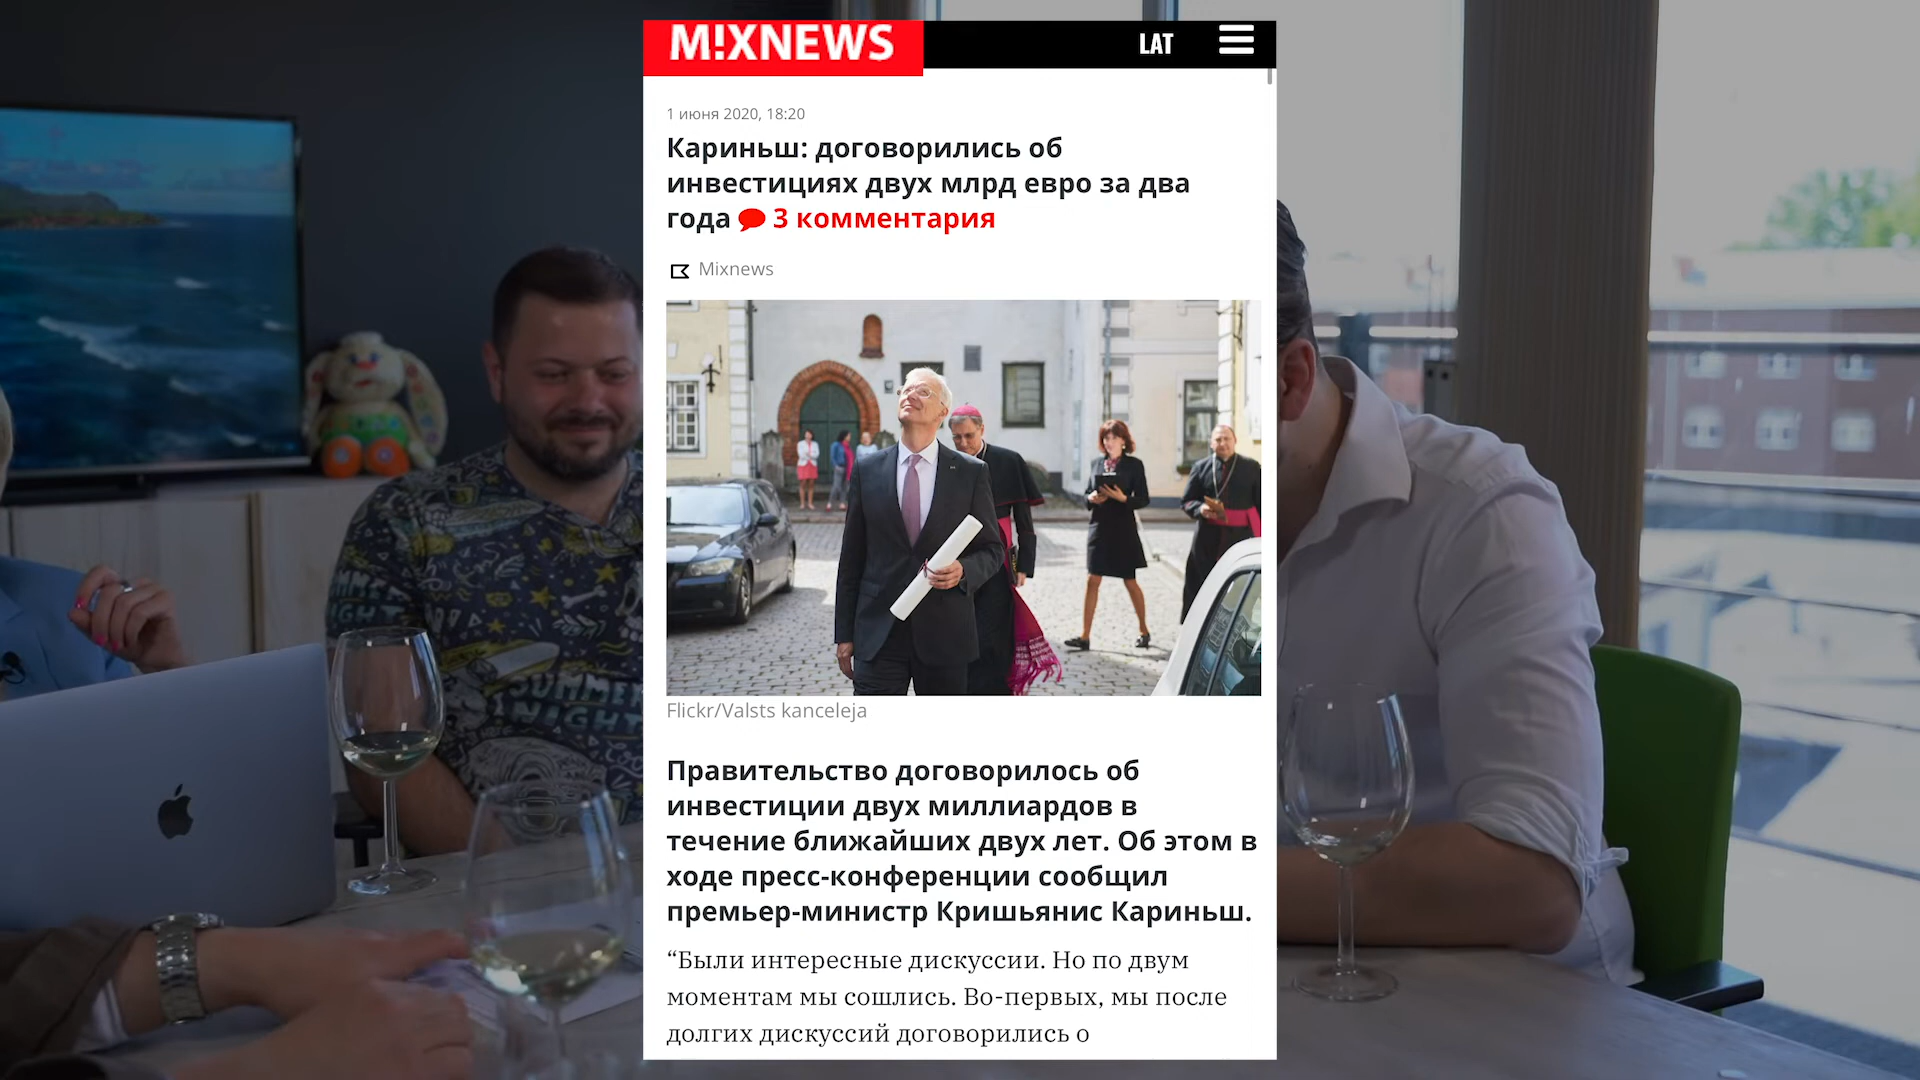 M!XNEWS
LAT
1 июня 2020, 18:20
Кариньш: договорились об
инвестициях двух млрд евро за два
года 3 комментария
Mixnews
Flickr/Valsts kanceleja
Правительство договорилось об
инвестиции двух миллиардов в
течение ближайших двух лет. Об этом в
ходе пресс-конференции сообщил
премьер-министр Кришьянис Кариньш.
“Были интересные дискуссии. Но по двум
моментам мы сошлись. Во-первых, мы после
долгих дискуссий договорились о
SUMMER
NIGHT